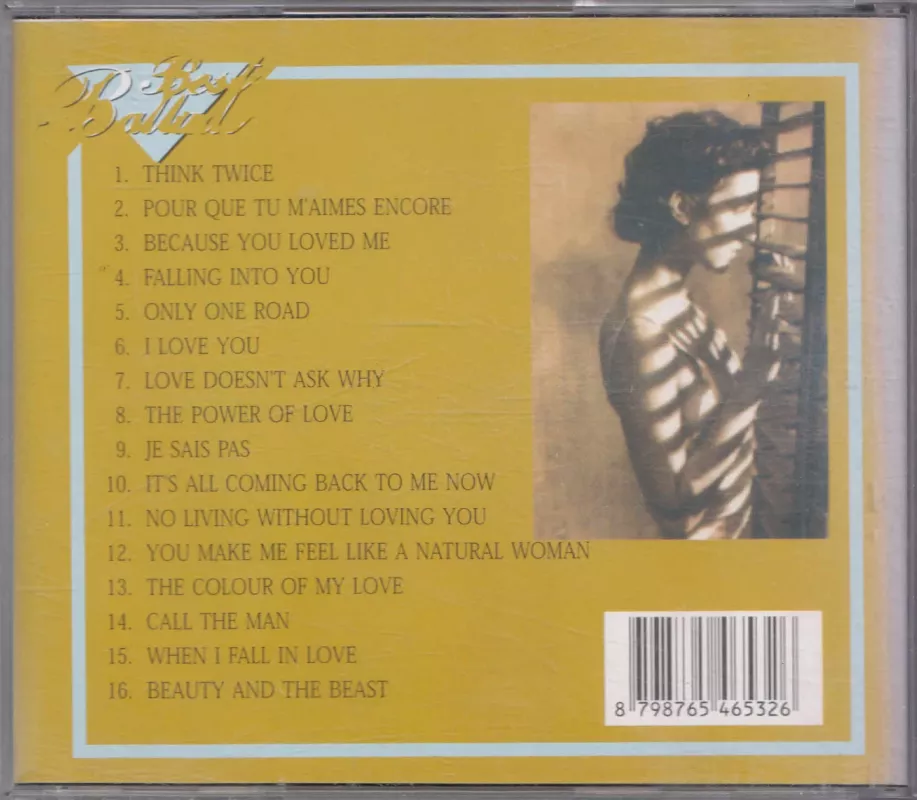 Best
Ballad
1. THINK TWICE
2. POUR QUE TU M'AIMES ENCORE
3. BECAUSE YOU LOVED ME
4. FALLING INTO YOU
5. ONLY ONE ROAD
6. I LOVE YOU
7. LOVE DOESN'T ASK WHY
8. THE POWER OF LOVE
9. JE SAIS PAS
10. IT'S ALL COMING BACK TO ME NOW
11. NO LIVING WITHOUT LOVING YOU
12. YOU MAKE ME FEEL LIKE A NATURAL WOMAN
13. THE COLOUR OF MY LOVE
14. CALL THE MAN
15. WHEN I FALL IN LOVE
16. BEAUTY AND THE BEAST
8 798765 465326